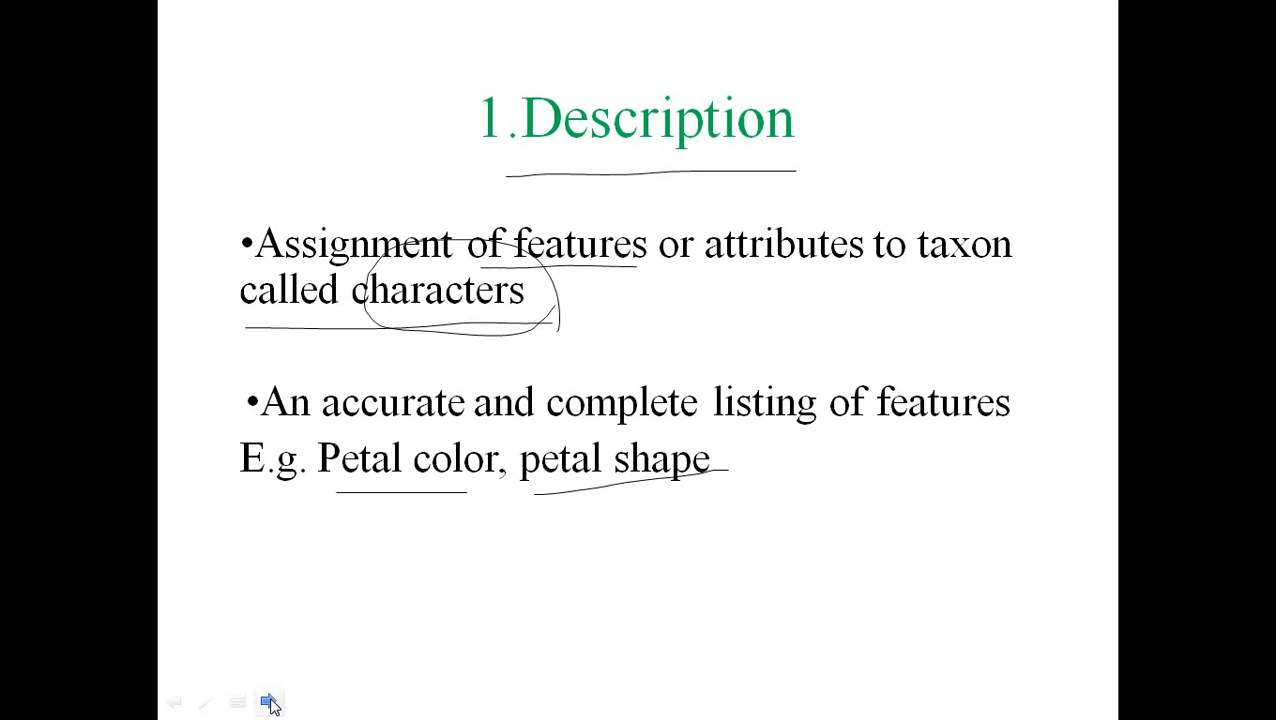 1.Description
•Assignment of features or attributes to taxon
called characters
•An accurate and complete listing of features
E.g. Petal color, petal shape